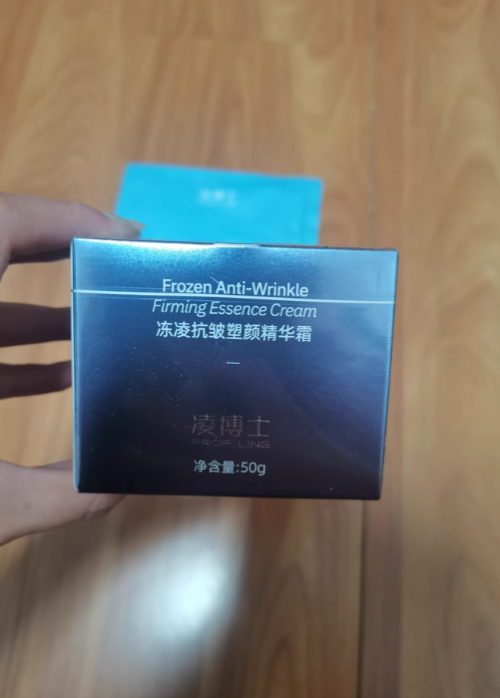 Frozen Anti-Wrinkle
Firming Essence Cream
冻凌抗皱塑颜精华霜
凌博士
PROF. LING
净含量:50g